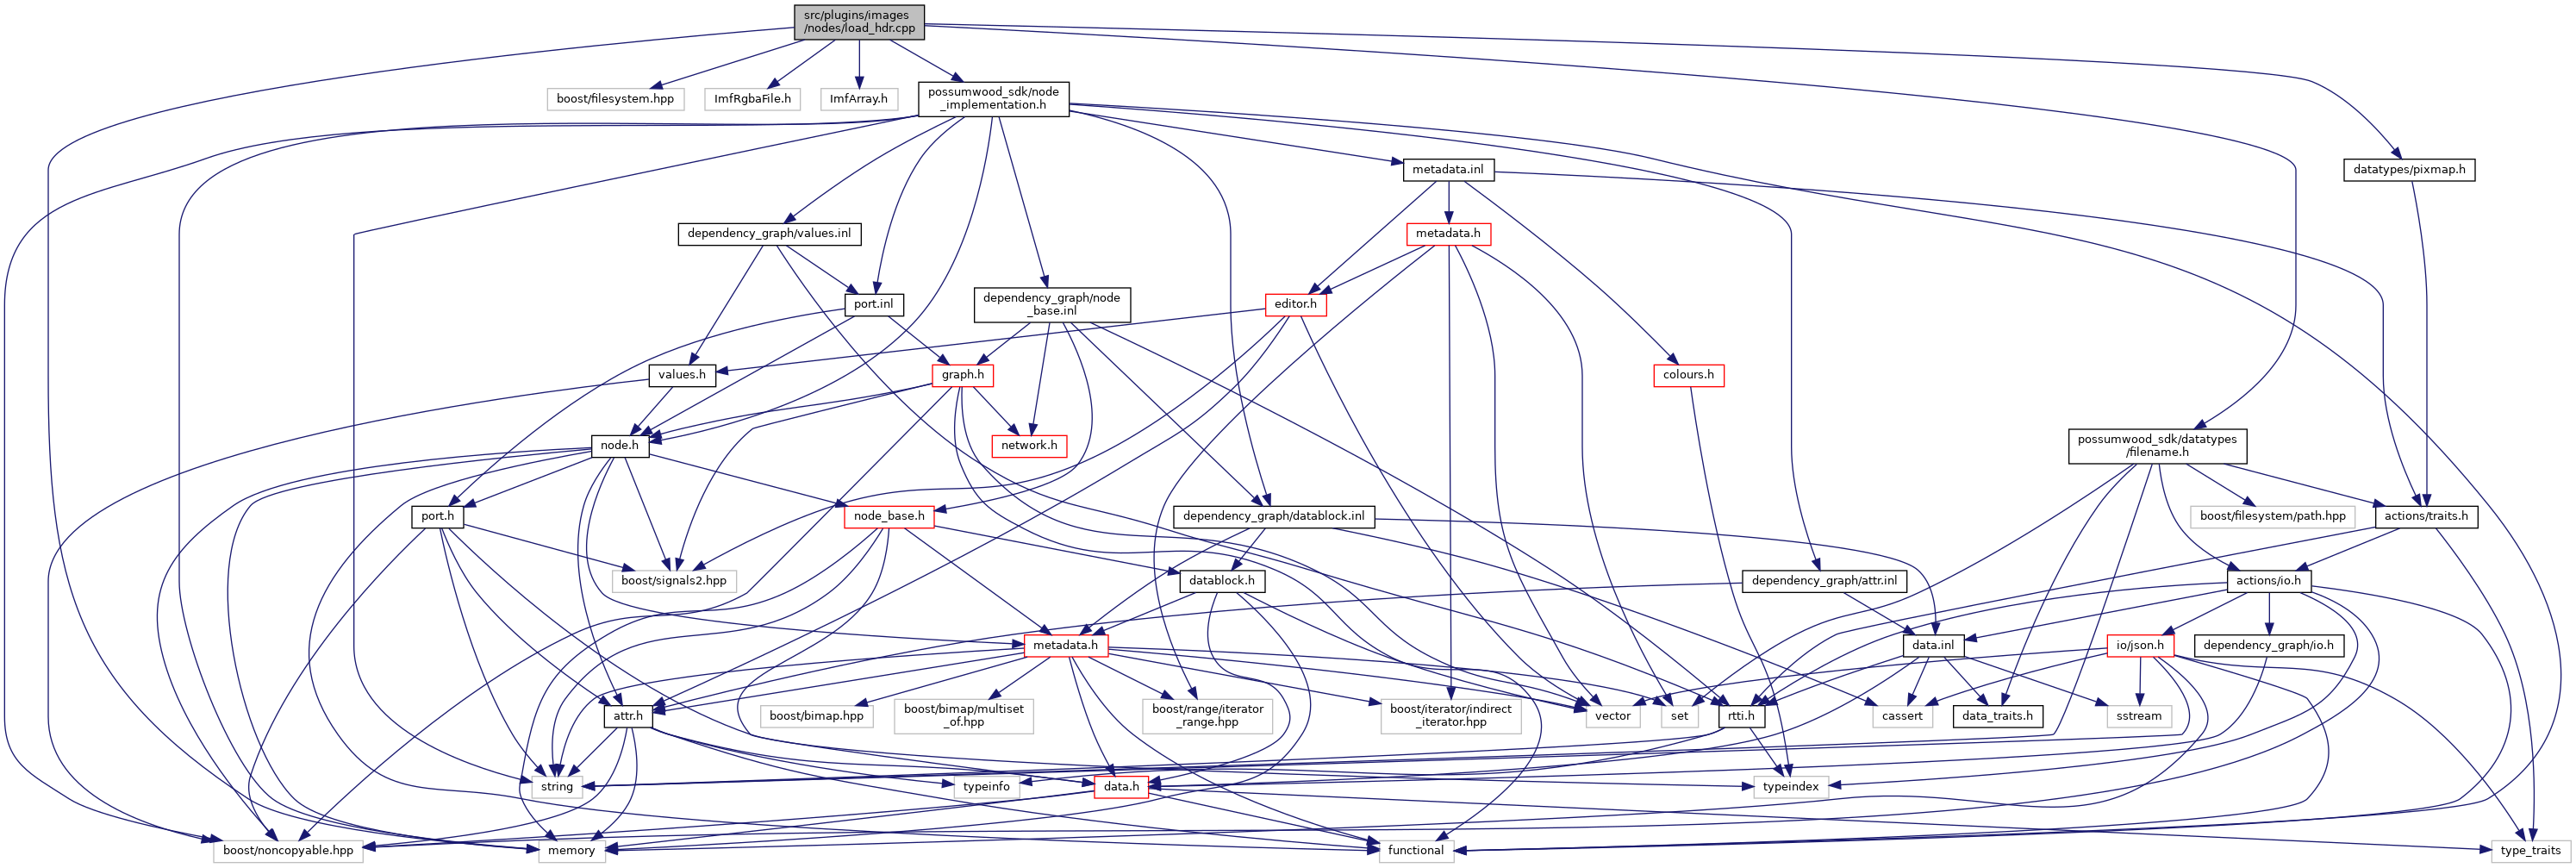 src/plugins/images
/nodes/load_hdr.cpp
boost/filesystem.hpp
ImfRgbaFile.h
ImfArray.h
possumwood_sdk/node
_implementation.h
metadata.inl
datatypes/pixmap.h
dependency_graph/values.inl
metadata.h
port.inl
dependency_graph/node
_base.inl
editor.h
values.h
graph.h
colours.h
node.h
network.h
possumwood_sdk/datatypes
/filename.h
port.h
node_base.h
dependency_graph/datablock.inl
boost/filesystem/path.hpp
actions/traits.h
boost/signals2.hpp
datablock.h
dependency_graph/attr.inl
actions/io.h
metadata.h
data.inl
io/json.h
dependency_graph/io.h
attr.h
boost/bimap.hpp
boost/bimap/multiset
_of.hpp
boost/range/iterator
_range.hpp
boost/iterator/indirect
_iterator.hpp
vector
set
rtti.h
cassert
data_traits.h
sstream
string
typeinfo
data.h
typeindex
boost/noncopyable.hpp
memory
functional
type_traits